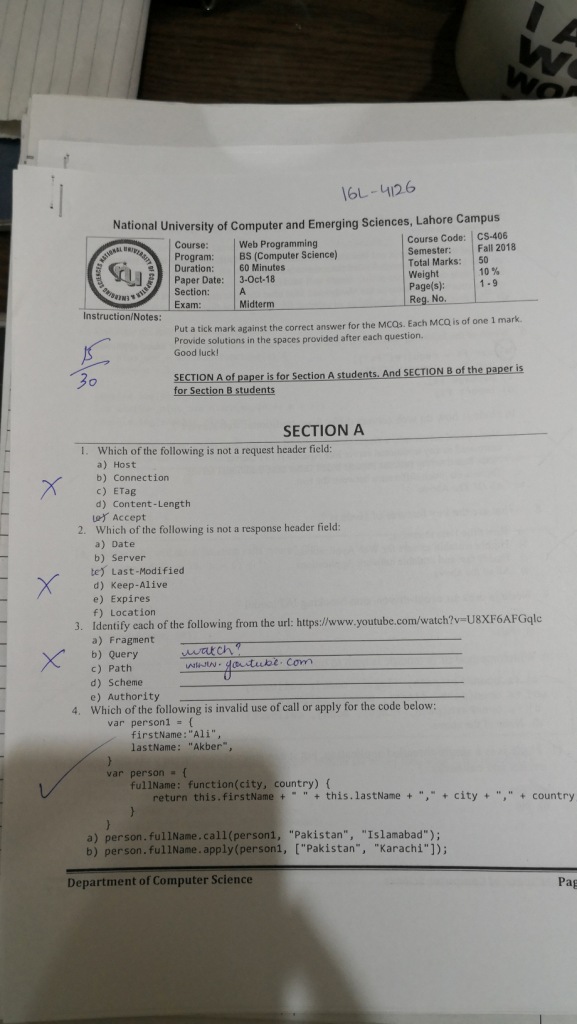 I A
WO
WO
16L-4126
National University of Computer and Emerging Sciences, Lahore Campus
Course: Web Programming Course Code: CS-406
Program: BS (Computer Science) Semester: Fall 2018
Duration: 60 Minutes Total Marks: 50
Paper Date: 3-Oct-18 Weight 10 %
Section: A Page(s): 1 - 9
Exam: Midterm Reg. No.
Instruction/Notes:
Put a tick mark against the correct answer for the MCQs. Each MCQ is of one 1 mark.
Provide solutions in the spaces provided after each question.
Good luck!
30
SECTION A of paper is for Section A students. And SECTION B of the paper is
for Section B students
SECTION A
1. Which of the following is not a request header field:
a) Host
b) Connection
c) ETag
d) Content-Length
Accept
2. Which of the following is not a response header field:
a) Date
b) Server
c) Last-Modified
d) Keep-Alive
e) Expires
f) Location
3. Identify each of the following from the url: https://www.youtube.com/watch?v=U8XF6AFGqlc
a) Fragment
b) Query watch?
c) Path www.youtube.com
d) Scheme
e) Authority
4. Which of the following is invalid use of call or apply for the code below:
var person1 = {
firstName:"Ali",
lastName: "Akber",
}
var person = {
fullName: function(city, country) {
return this.firstName + " " + this.lastName + "," + city + "," + country
}
}
a) person.fullName.call(person1, "Pakistan", "Islamabad");
b) person.fullName.apply(person1, ["Pakistan", "Karachi"]);
Department of Computer Science Pag